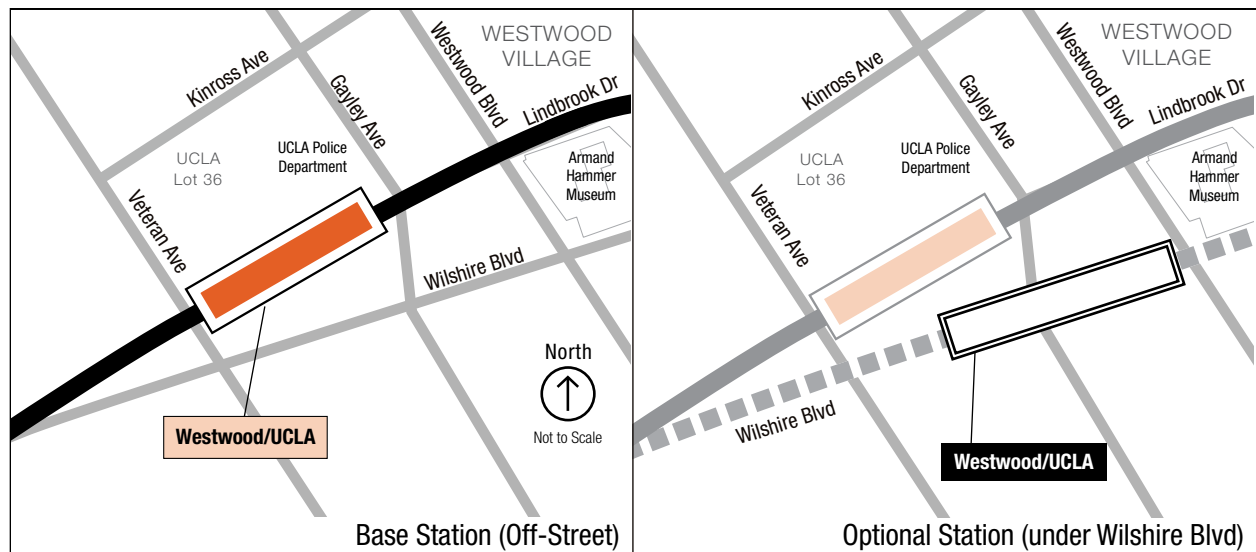 WESTWOOD
VILLAGE
Kinross Ave
Gayley Ave
Westwood Blvd
Lindbrook Dr
UCLA
Lot 36
UCLA Police
Department
Armand
Hammer
Museum
Veteran Ave
Wilshire Blvd
North
Not to Scale
Westwood/UCLA
Base Station (Off-Street)
WESTWOOD
VILLAGE
Kinross Ave
Gayley Ave
Westwood Blvd
Lindbrook Dr
UCLA
Lot 36
UCLA Police
Department
Armand
Hammer
Museum
Veteran Ave
Wilshire Blvd
Westwood/UCLA
Optional Station (under Wilshire Blvd)